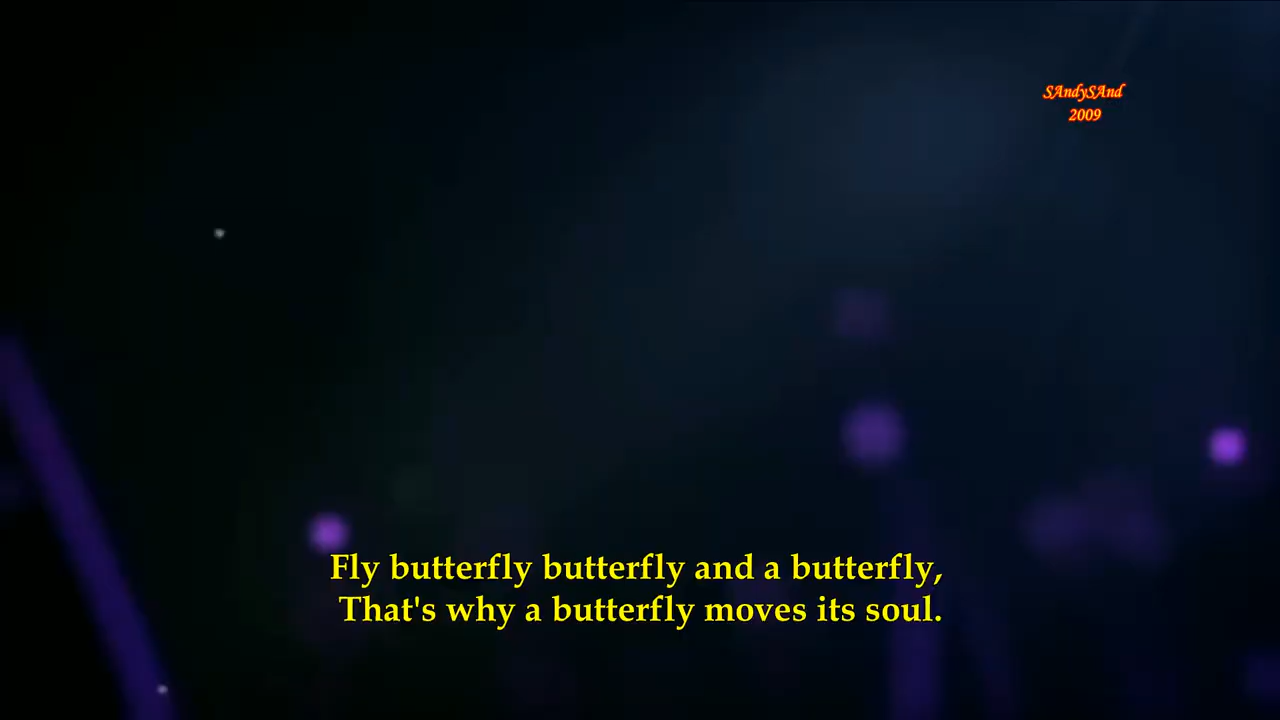 SAndySAnd
2009
Fly butterfly butterfly and a butterfly,
That's why a butterfly moves its soul.